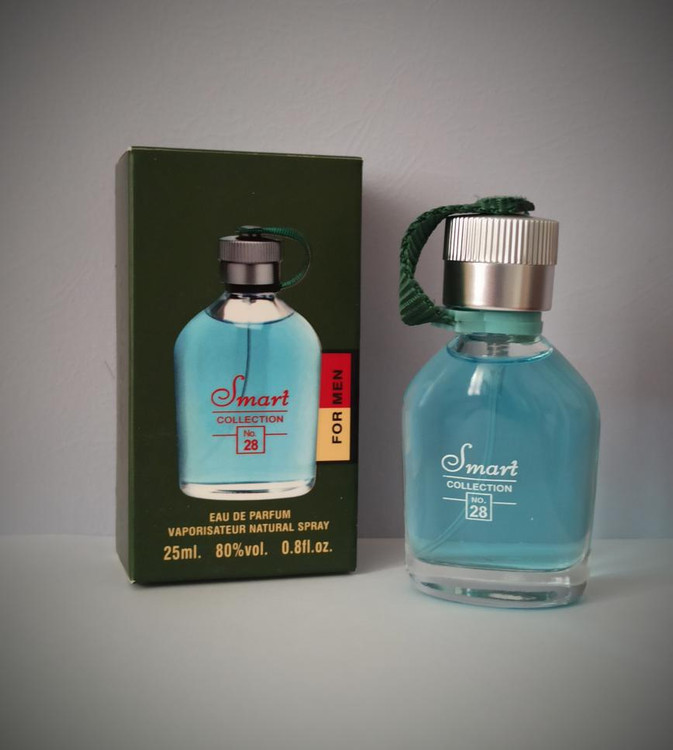 Smart
COLLECTION
No.
28
FOR MEN
EAU DE PARFUM
VAPORISATEUR NATURAL SPRAY
25ml. 80%vol. 0.8fl.oz.
Smart
COLLECTION
NO.
28